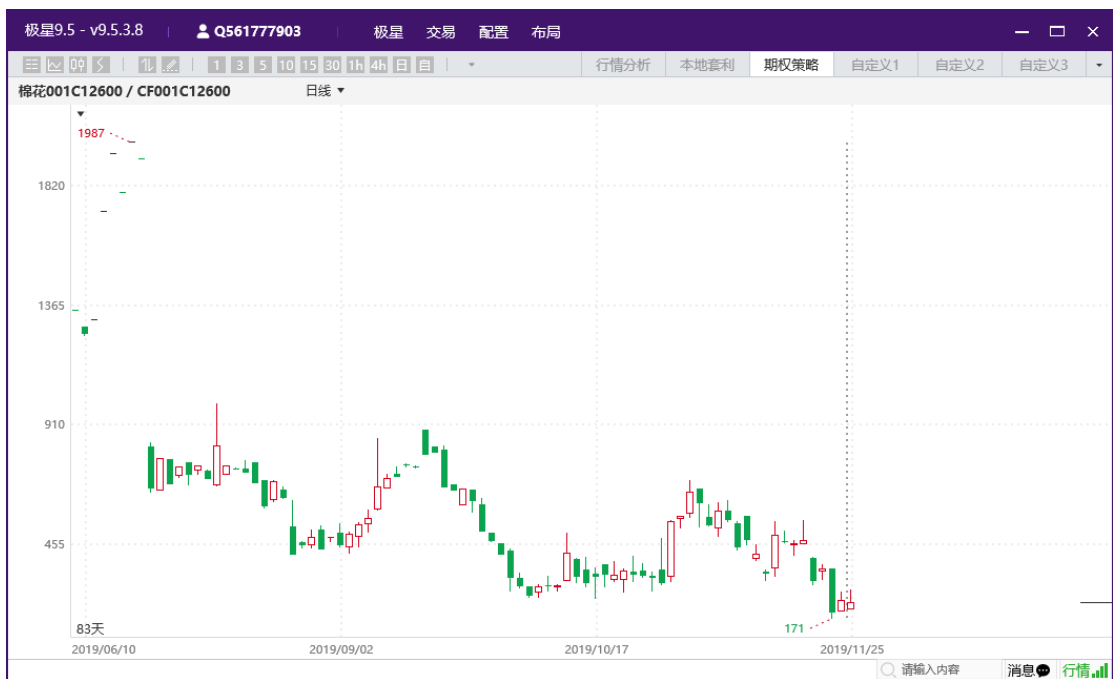 极星9.5 - v9.5.3.8 Q561777903 极星 交易 配置 布局
1 3 5 10 15 30 1h 4h 日 自 行情分析 本地套利 期权策略 自定义1 自定义2 自定义3
棉花001C12600 / CF001C12600 日线
1987
1820
1365
910
455
171
83天
2019/06/10 2019/09/02 2019/10/17 2019/11/25
请输入内容 消息 行情